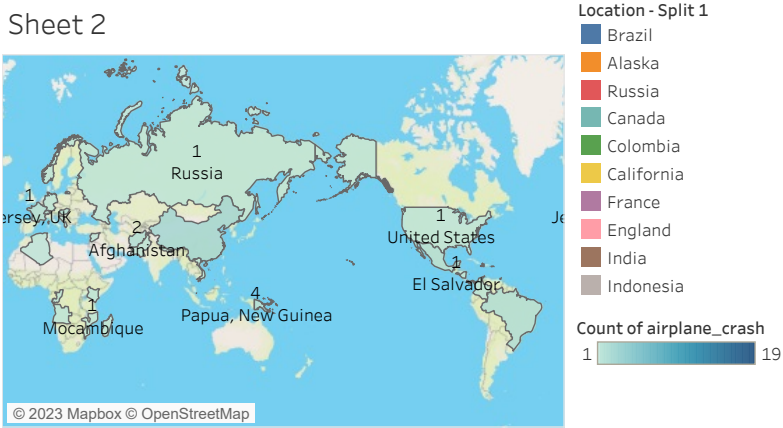 Sheet 2
1
Russia
1
ersey, UK
2
Afghanistan
1
Mocambique
4
Papua, New Guinea
1
United States
1
El Salvador
Je
© 2023 Mapbox © OpenStreetMap
Location - Split 1
Brazil
Alaska
Russia
Canada
Colombia
California
France
England
India
Indonesia
Count of airplane_crash
1 19